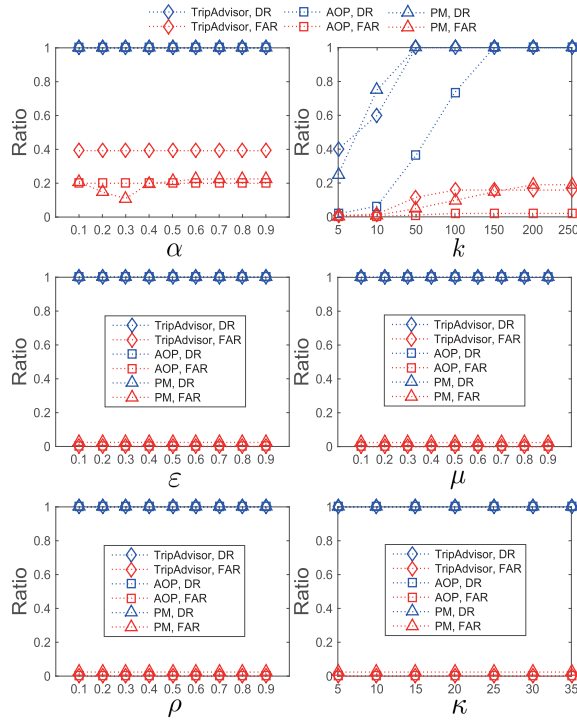 TripAdvisor, DR AOP, DR PM, DR
TripAdvisor, FAR AOP, FAR PM, FAR
1
0.8
0.6
0.4
0.2
0
Ratio
0.1 0.2 0.3 0.4 0.5 0.6 0.7 0.8 0.9
α
1
0.8
0.6
0.4
0.2
0
Ratio
5 10 50 100 150 200 250
k
1
0.8
0.6
0.4
0.2
0
Ratio
TripAdvisor, DR
TripAdvisor, FAR
AOP, DR
AOP, FAR
PM, DR
PM, FAR
0.1 0.2 0.3 0.4 0.5 0.6 0.7 0.8 0.9
ε
1
0.8
0.6
0.4
0.2
0
Ratio
TripAdvisor, DR
TripAdvisor, FAR
AOP, DR
AOP, FAR
PM, DR
PM, FAR
0.1 0.2 0.3 0.4 0.5 0.6 0.7 0.8 0.9
μ
1
0.8
0.6
0.4
0.2
0
Ratio
TripAdvisor, DR
TripAdvisor, FAR
AOP, DR
AOP, FAR
PM, DR
PM, FAR
0.1 0.2 0.3 0.4 0.5 0.6 0.7 0.8 0.9
ρ
1
0.8
0.6
0.4
0.2
0
Ratio
TripAdvisor, DR
TripAdvisor, FAR
AOP, DR
AOP, FAR
PM, DR
PM, FAR
5 10 15 20 25 30 35
κ